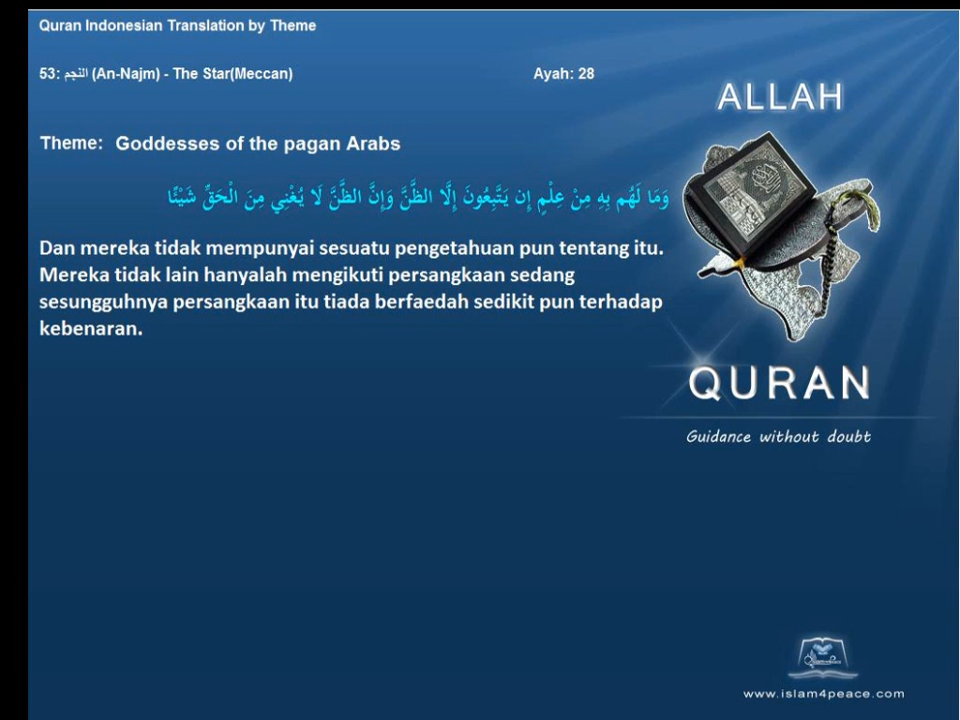 Quran Indonesian Translation by Theme
53: النجم (An-Najm) - The Star(Meccan) Ayah: 28
Theme: Goddesses of the pagan Arabs
وَمَا لَهُم بِهِ مِنْ عِلْمٍ إِن يَتَّبِعُونَ إِلَّا الظَّنَّ وَإِنَّ الظَّنَّ لَا يُغْنِي مِنَ الْحَقِّ شَيْئًا
Dan mereka tidak mempunyai sesuatu pengetahuan pun tentang itu.
Mereka tidak lain hanyalah mengikuti persangkaan sedang
sesungguhnya persangkaan itu tiada berfaedah sedikit pun terhadap
kebenaran.
ALLAH
QURAN
Guidance without doubt
www.islam4peace.com